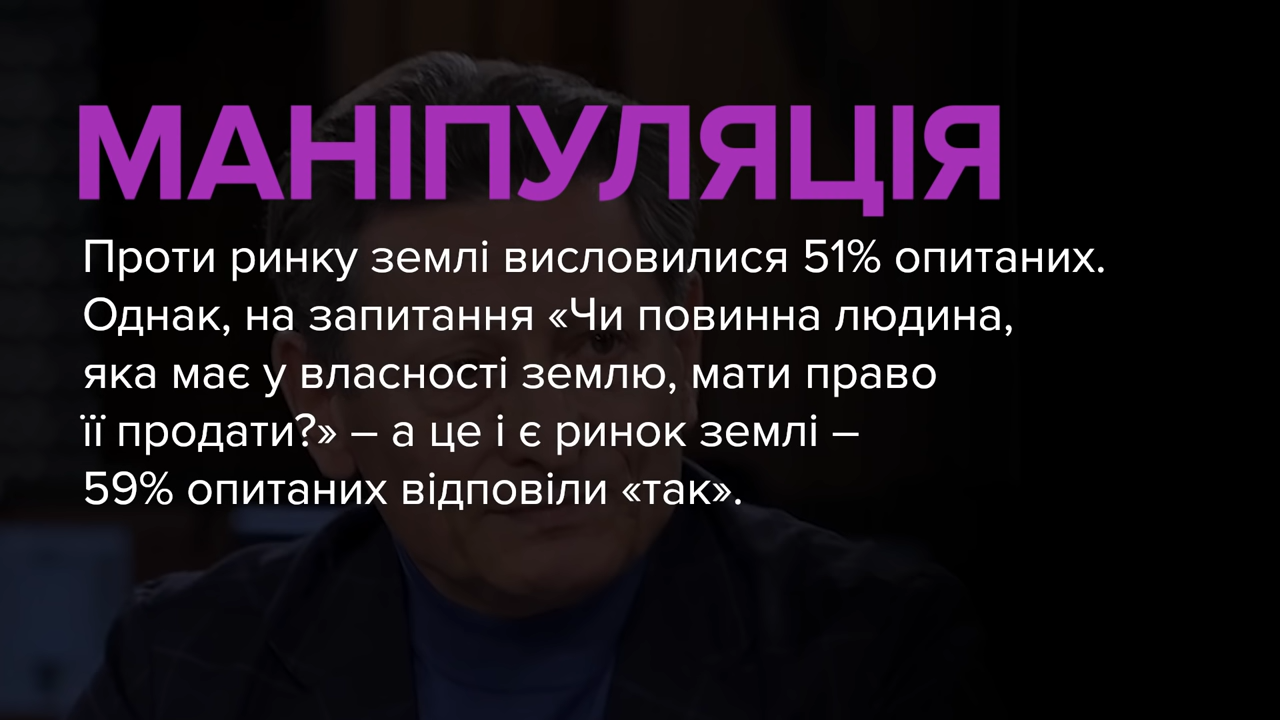 МАНІПУЛЯЦІЯ
Проти ринку землі висловилися 51% опитаних.
Однак, на запитання «Чи повинна людина,
яка має у власності землю, мати право
її продати?» – а це і є ринок землі –
59% опитаних відповіли «так».